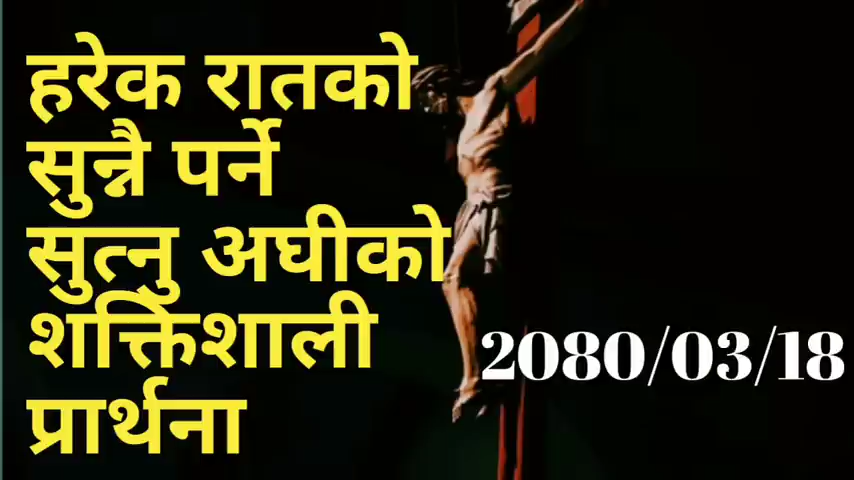 हरेक रातको
सुन्नै पर्ने
सुत्नु अघीको
शक्तिशाली
प्रार्थना
2080/03/18